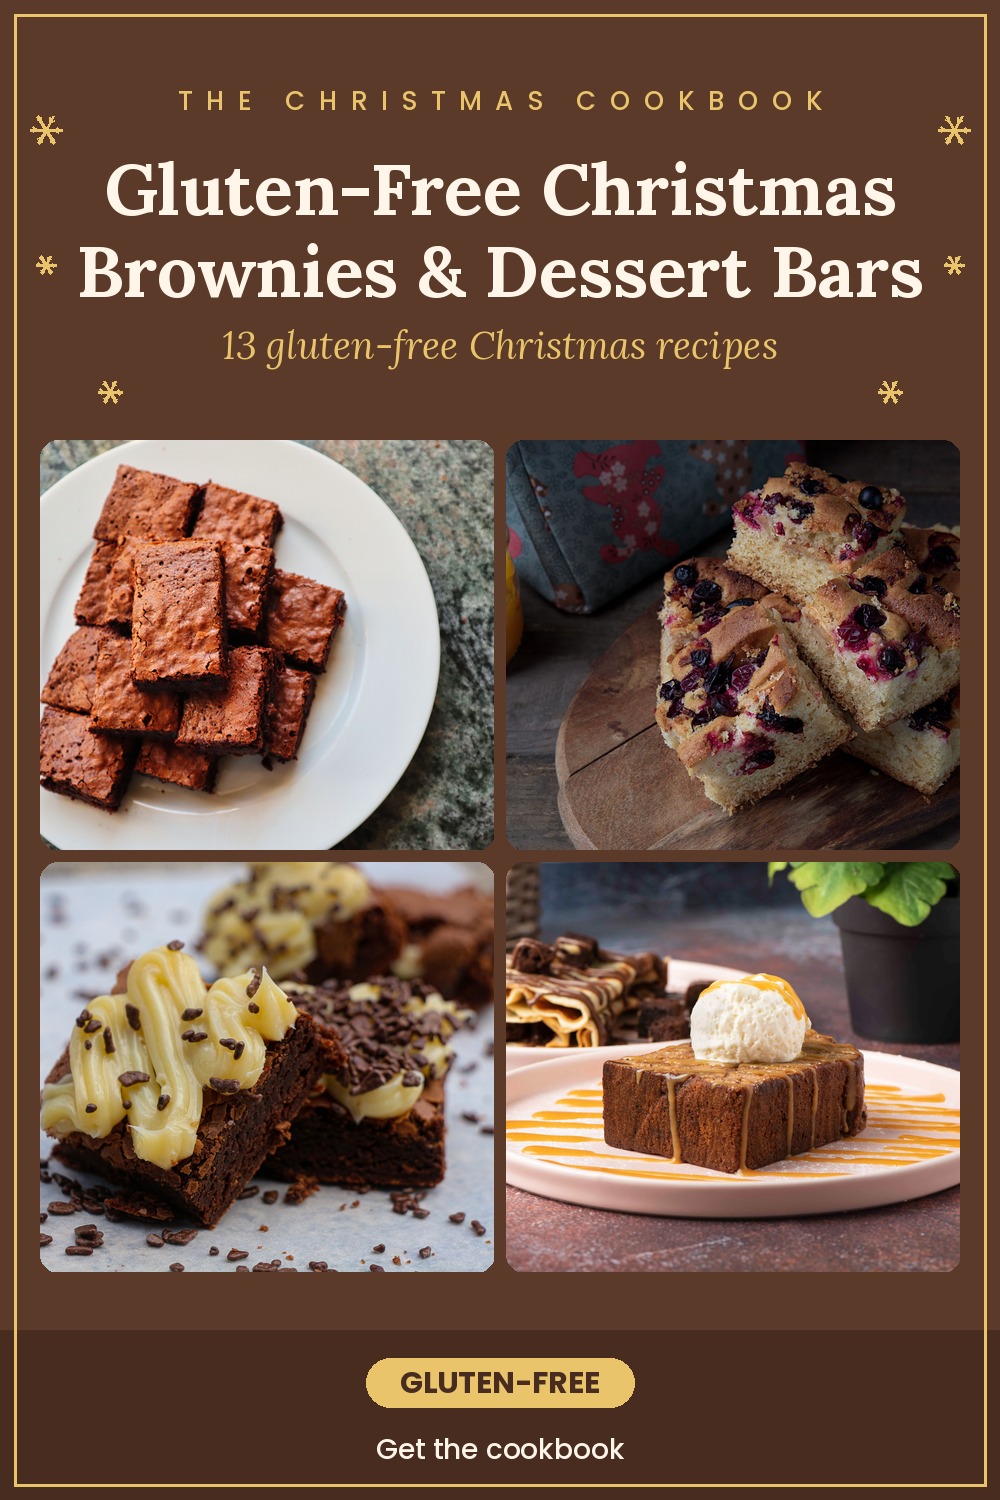 THE CHRISTMAS COOKBOOK
Gluten-Free Christmas
Brownies & Dessert Bars
13 gluten-free Christmas recipes
GLUTEN-FREE
Get the cookbook